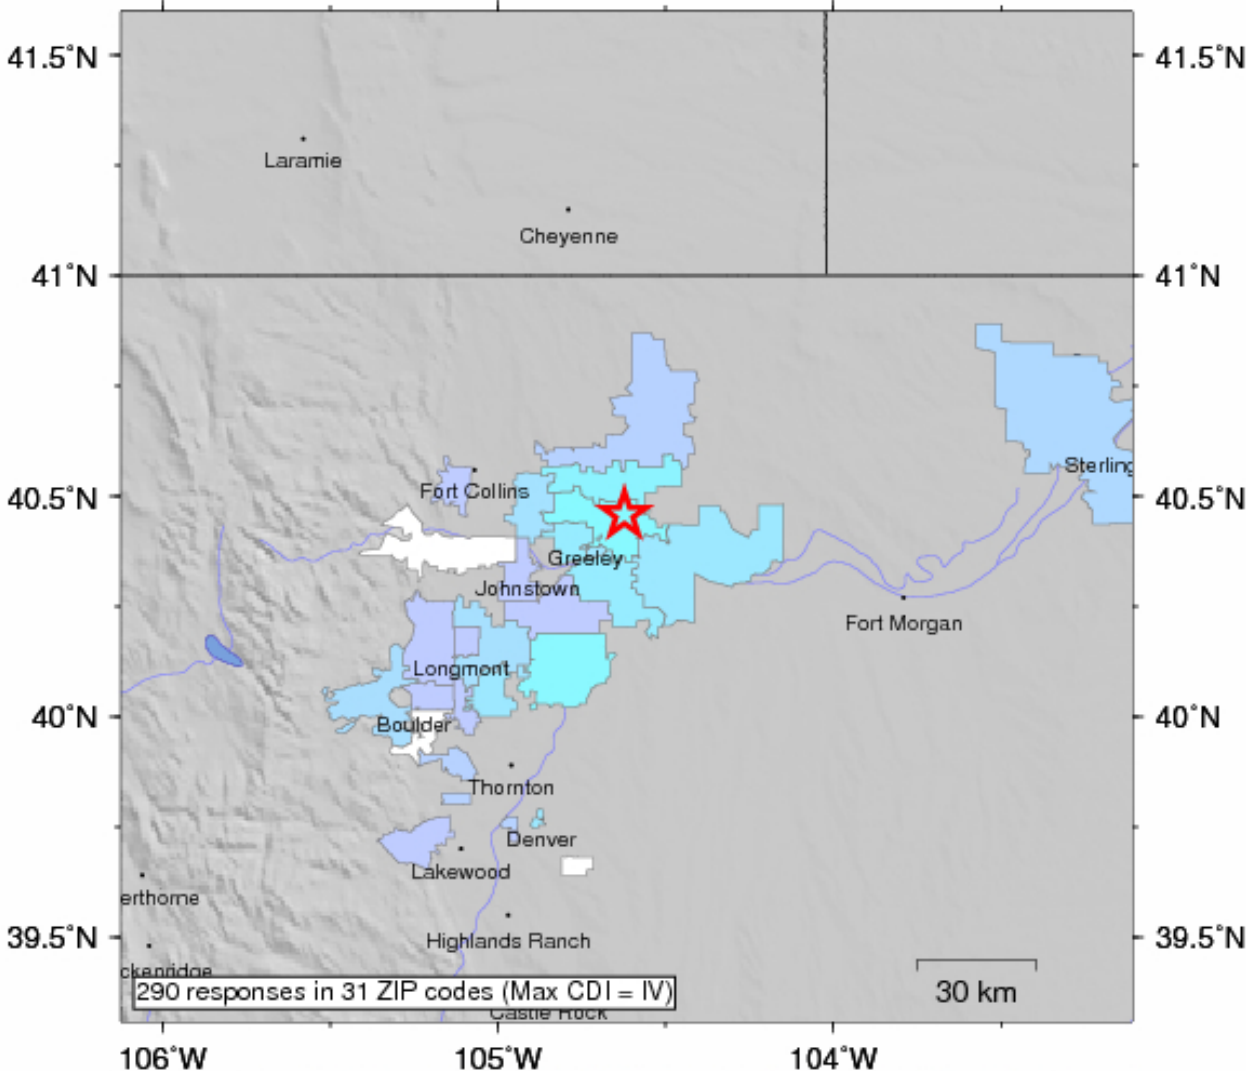 41.5°N 41.5°N
Laramie
Cheyenne
41°N 41°N
Sterling
Fort Collins
40.5°N 40.5°N
Greeley
Johnstown
Fort Morgan
Longmont
40°N 40°N
Boulder
Thornton
Denver
Lakewood
erthorne
39.5°N Highlands Ranch 39.5°N
ckenridge
290 responses in 31 ZIP codes (Max CDI = IV) 30 km
Castle Rock
106°W 105°W 104°W